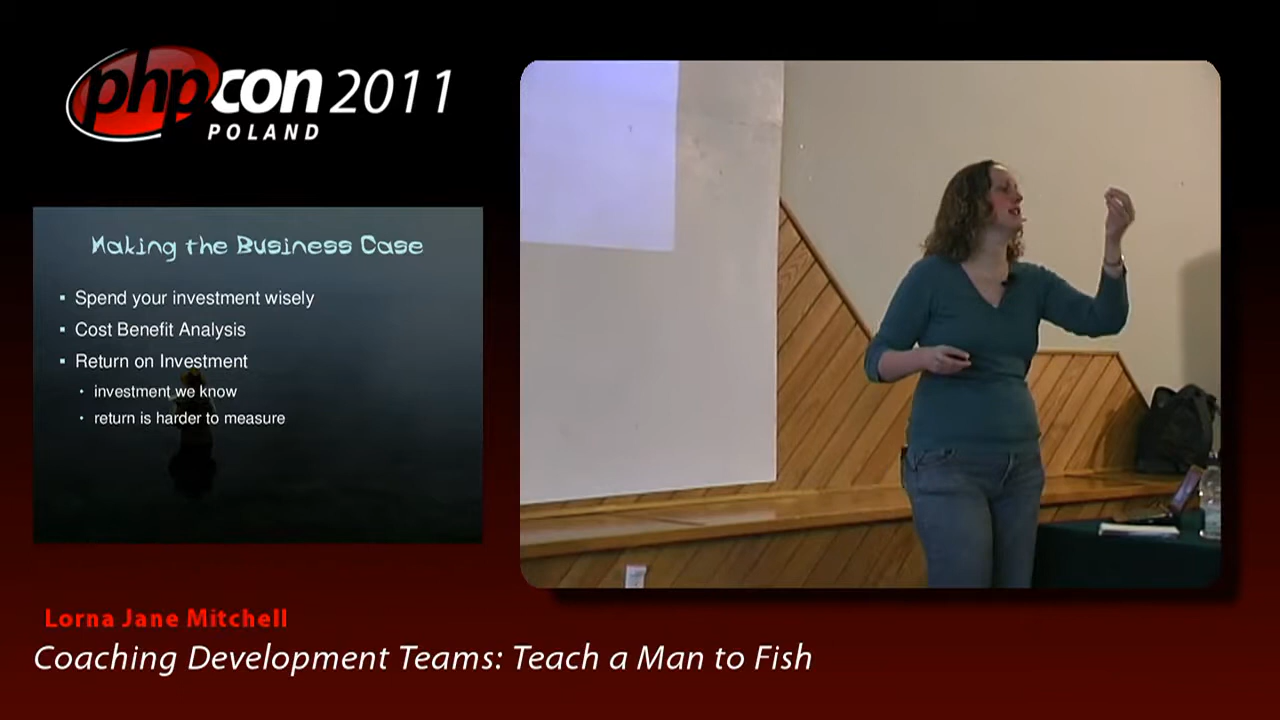 phpcon 2011
POLAND
Making the Business Case
Spend your investment wisely
Cost Benefit Analysis
Return on Investment
investment we know
return is harder to measure
Lorna Jane Mitchell
Coaching Development Teams: Teach a Man to Fish